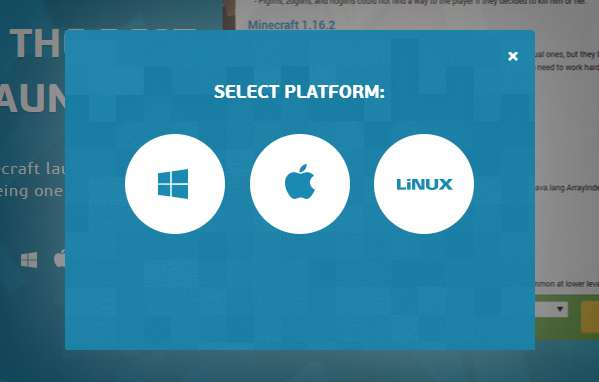 - Piglins, zoglins, and hoglins could not find a way to the player if they decided to kill him or her.
Minecraft 1.16.2
TH
AUN
SELECT PLATFORM:
ual ones, but they h
need to work hard
ecraft lau
eing one
LiNUX
ava.lang.ArrayInde
mmon at lower leve